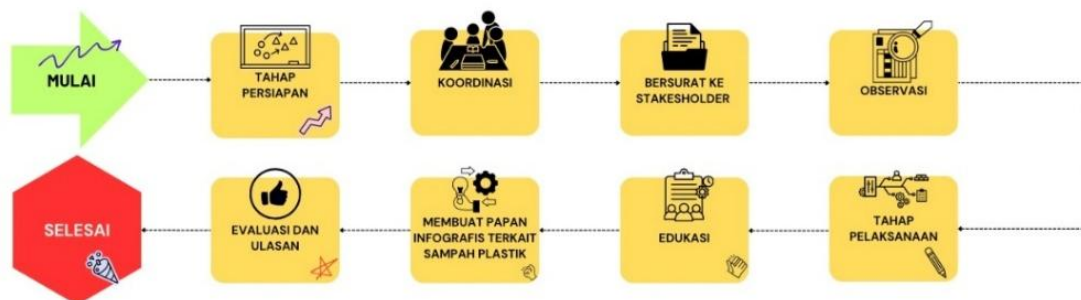 MULAI
TAHAP
PERSIAPAN
KOORDINASI
BERSURAT KE
STAKESHOLDER
OBSERVASI
TAHAP
PELAKSANAAN
EDUKASI
MEMBUAT PAPAN
INFOGRAFIS TERKAIT
SAMPAH PLASTIK
EVALUASI DAN
ULASAN
SELESAI